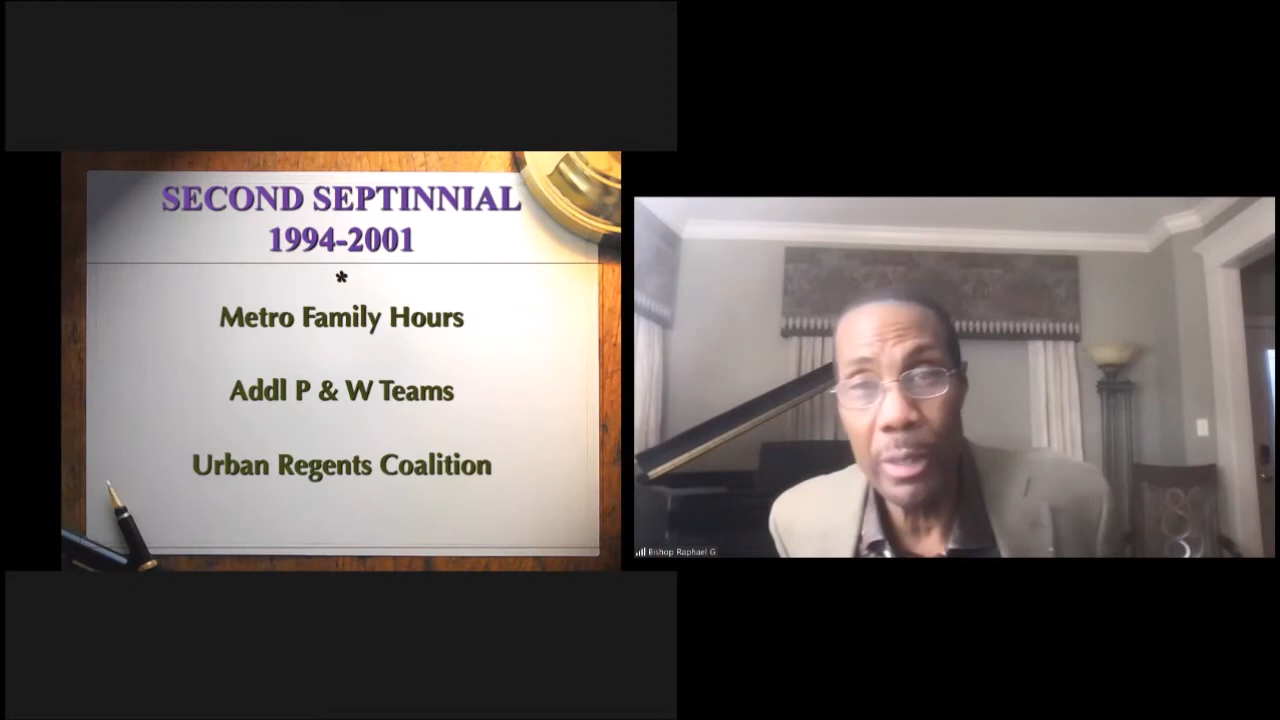 SECOND SEPTINNIAL
1994-2001
*
Metro Family Hours
Addl P & W Teams
Urban Regents Coalition
Bishop Raphael G